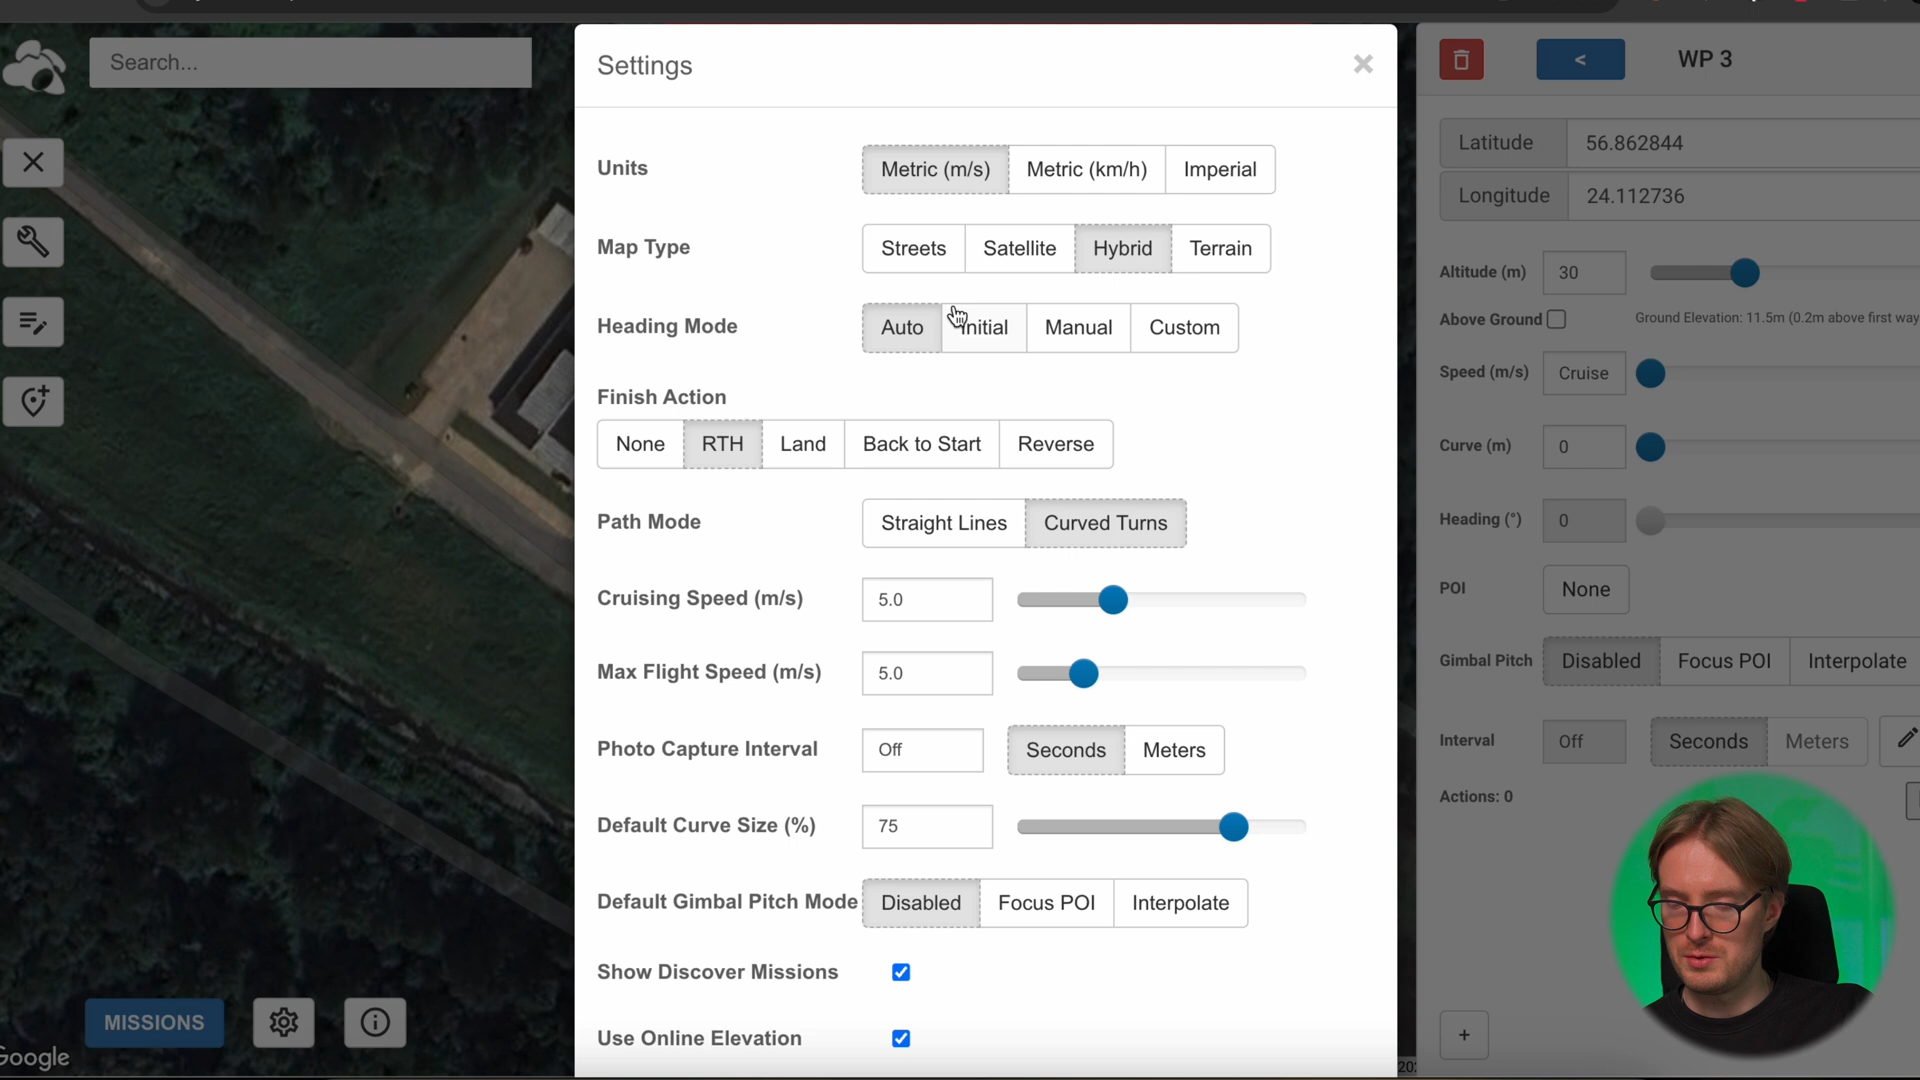 Search...
Settings
×
< WP 3
Units Metric (m/s) Metric (km/h) Imperial
Latitude 56.862844
Longitude 24.112736
Map Type Streets Satellite Hybrid Terrain
Altitude (m) 30
Above Ground Ground Elevation: 11.5m (0.2m above first way
Heading Mode Auto Initial Manual Custom
Speed (m/s) Cruise
Finish Action
None RTH Land Back to Start Reverse
Curve (m) 0
Path Mode Straight Lines Curved Turns
Heading (°) 0
Cruising Speed (m/s) 5.0
POI None
Max Flight Speed (m/s) 5.0
Gimbal Pitch Disabled Focus POI Interpolate
Photo Capture Interval Off Seconds Meters
Interval Off Seconds Meters
Actions: 0
Default Curve Size (%) 75
Default Gimbal Pitch Mode Disabled Focus POI Interpolate
Show Discover Missions
Use Online Elevation
MISSIONS
+
Google